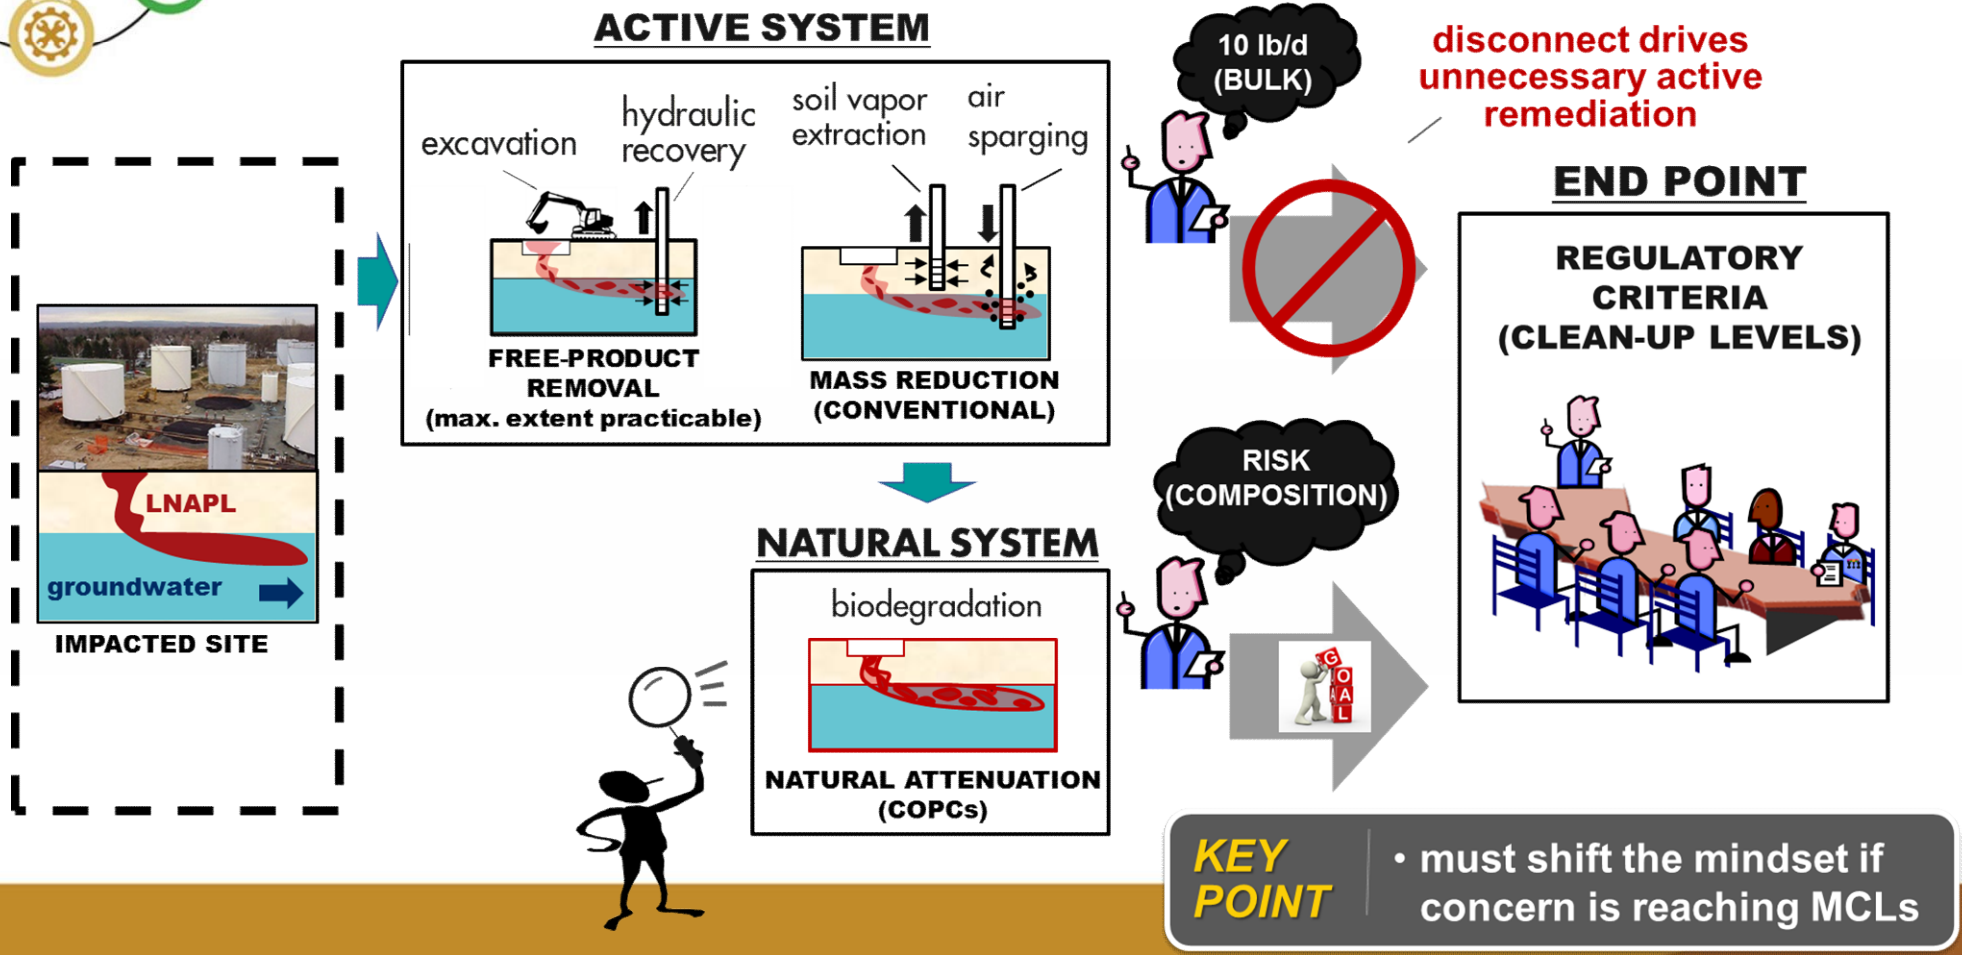 ACTIVE SYSTEM
excavation
hydraulic
recovery
soil vapor
extraction
air
sparging
FREE-PRODUCT
REMOVAL
(max. extent practicable)
MASS REDUCTION
(CONVENTIONAL)
10 lb/d
(BULK)
disconnect drives
unnecessary active
remediation
END POINT
REGULATORY
CRITERIA
(CLEAN-UP LEVELS)
LNAPL
groundwater
IMPACTED SITE
NATURAL SYSTEM
biodegradation
NATURAL ATTENUATION
(COPCs)
RISK
(COMPOSITION)
GOAL
KEY
POINT
• must shift the mindset if
concern is reaching MCLs